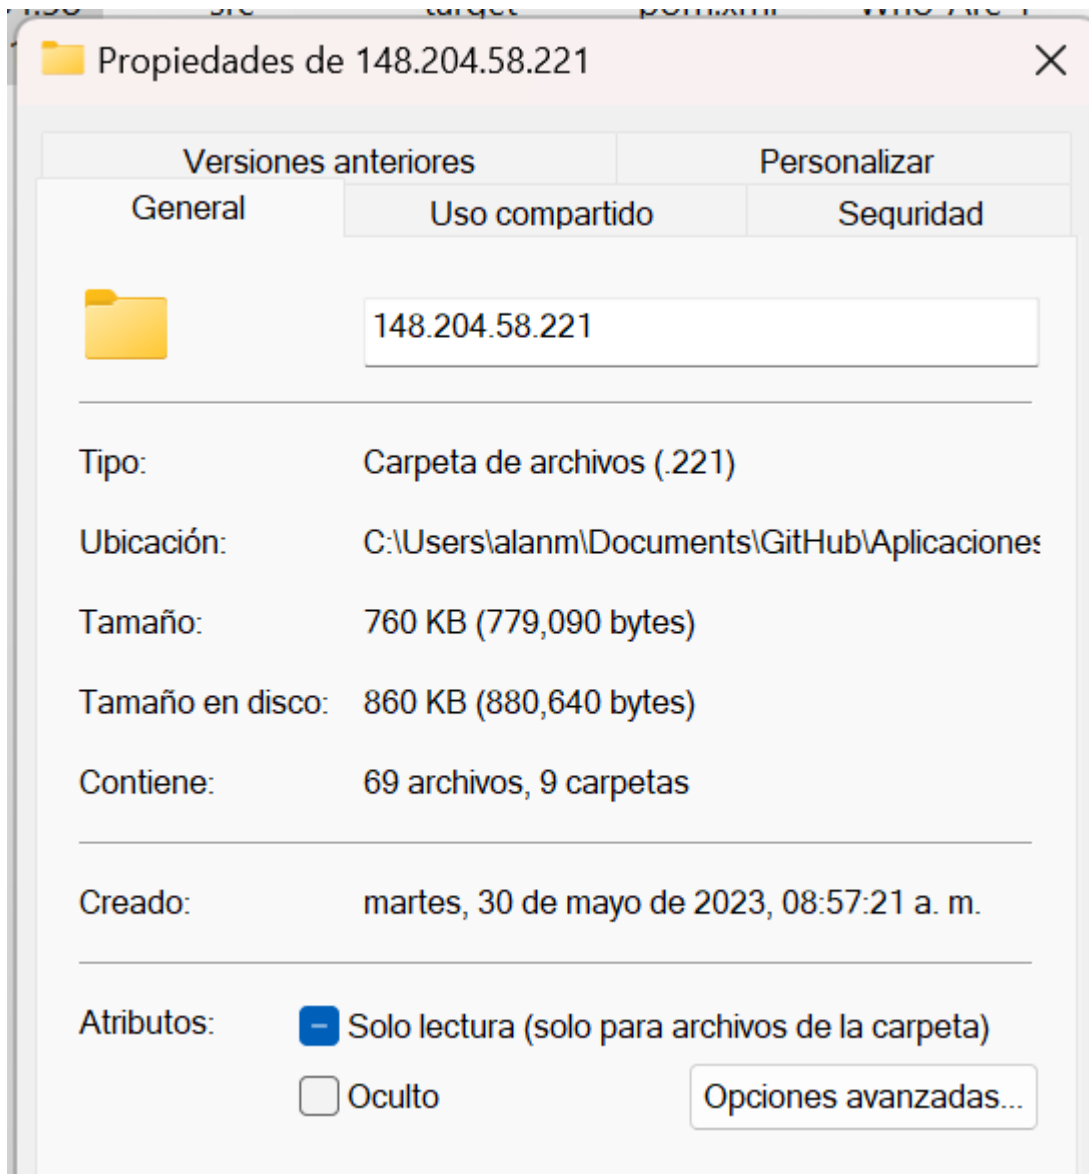 Propiedades de 148.204.58.221
Versiones anteriores Personalizar
General Uso compartido Seguridad
148.204.58.221
Tipo: Carpeta de archivos (.221)
Ubicación: C:\Users\alanm\Documents\GitHub\Aplicaciones
Tamaño: 760 KB (779,090 bytes)
Tamaño en disco: 860 KB (880,640 bytes)
Contiene: 69 archivos, 9 carpetas
Creado: martes, 30 de mayo de 2023, 08:57:21 a. m.
Atributos: Solo lectura (solo para archivos de la carpeta)
Oculto Opciones avanzadas...